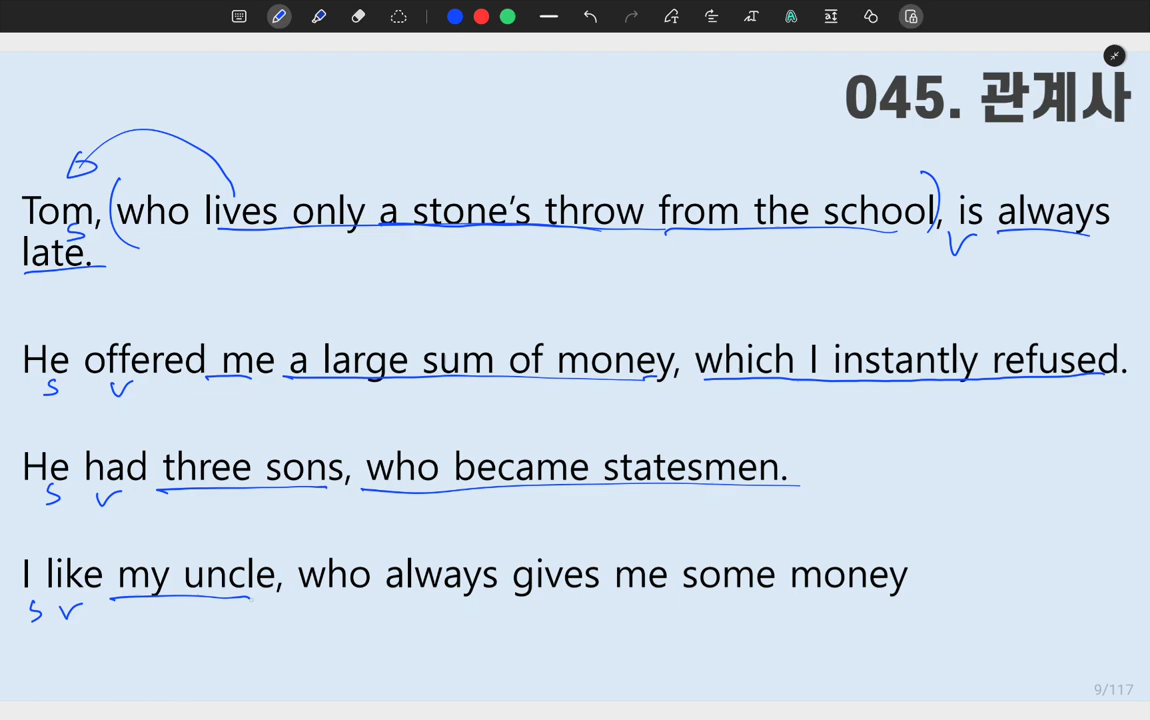 045. 관계사
Tom, (who lives only a stone's throw from the school), is always
S
V
late.
He offered me a large sum of money, which I instantly refused.
S V
He had three sons, who became statesmen.
S V
I like my uncle, who always gives me some money
S V
9/117